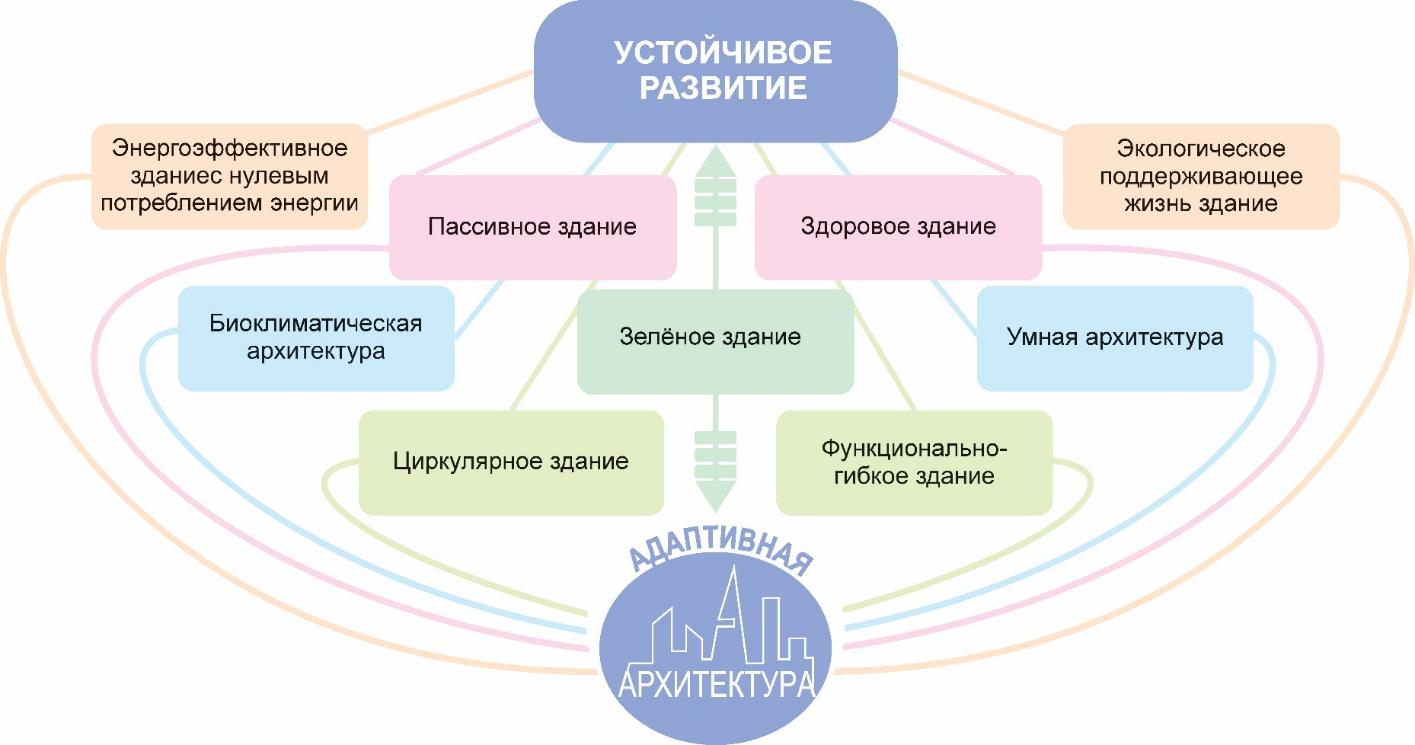 УСТОЙЧИВОЕ
РАЗВИТИЕ
Энергоэффективное
зданиес нулевым
потреблением энергии
Экологическое
поддерживающее
жизнь здание
Пассивное здание
Здоровое здание
Биоклиматическая
архитектура
Зелёное здание
Умная архитектура
Циркулярное здание
Функционально-
гибкое здание
АДАПТИВНАЯ
АРХИТЕКТУРА